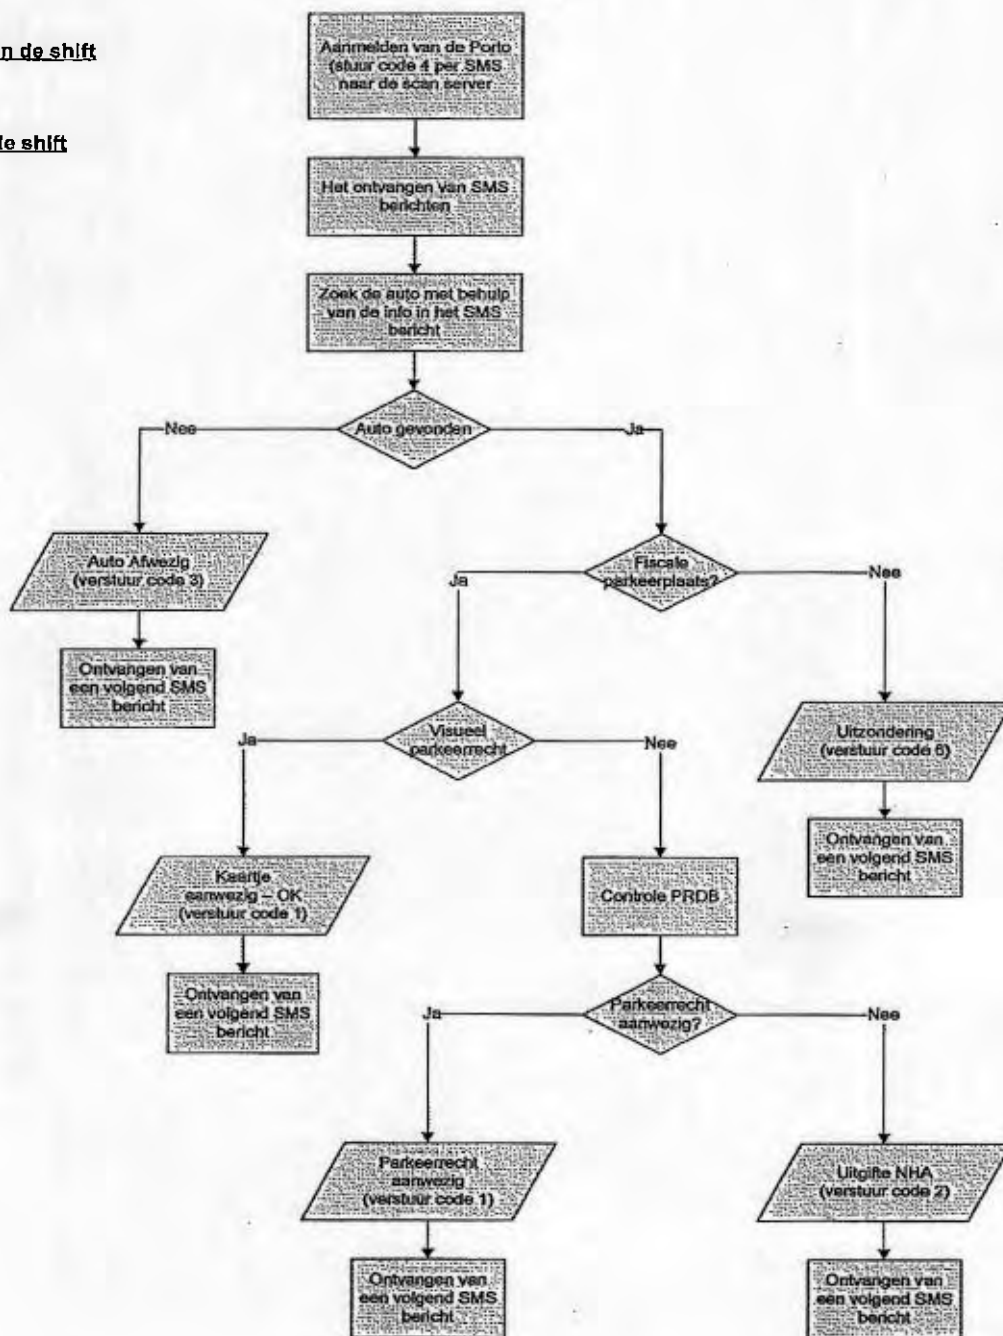 n de shift
Aanmelden van de Porto
(stuur code 4 per SMS
naar de scan server
de shift
Het ontvangen van SMS
berichten
Zoek de auto met behulp
van de info in het SMS
bericht
Nee
Auto gevonden
Ja
Auto Afwezig
(verstuur code 3)
Ja
Fiscale
parkeerplaats?
Nee
Ontvangen van
een volgend SMS
bericht
Ja
Visueel
parkeerrecht
Nee
Uitzondering
(verstuur code 6)
Ontvangen van
een volgend SMS
bericht
Kaartje
aanwezig – OK
(verstuur code 1)
Controle PRDB
Ontvangen van
een volgend SMS
bericht
Ja
Parkeerrecht
aanwezig?
Nee
Parkeerrecht
aanwezig
(verstuur code 1)
Uitgifte NHA
(verstuur code 2)
Ontvangen van
een volgend SMS
bericht
Ontvangen van
een volgend SMS
bericht